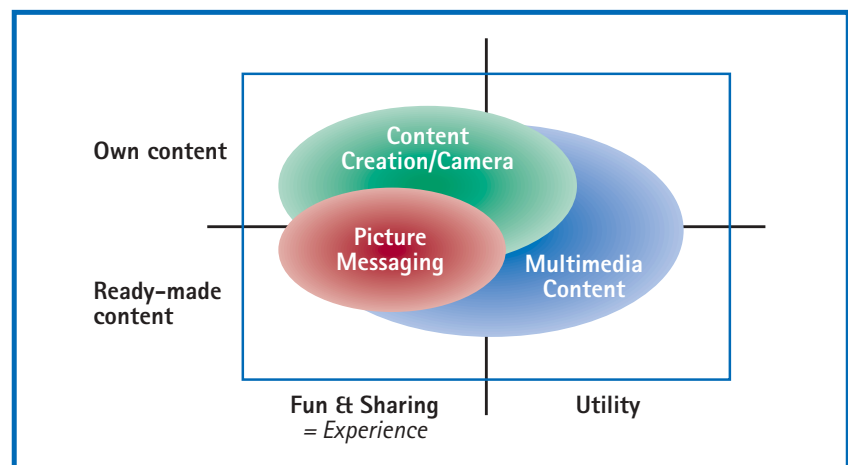 Own content
Content
Creation/Camera
Picture
Messaging
Multimedia
Content
Ready-made
content
Fun & Sharing
= Experience
Utility